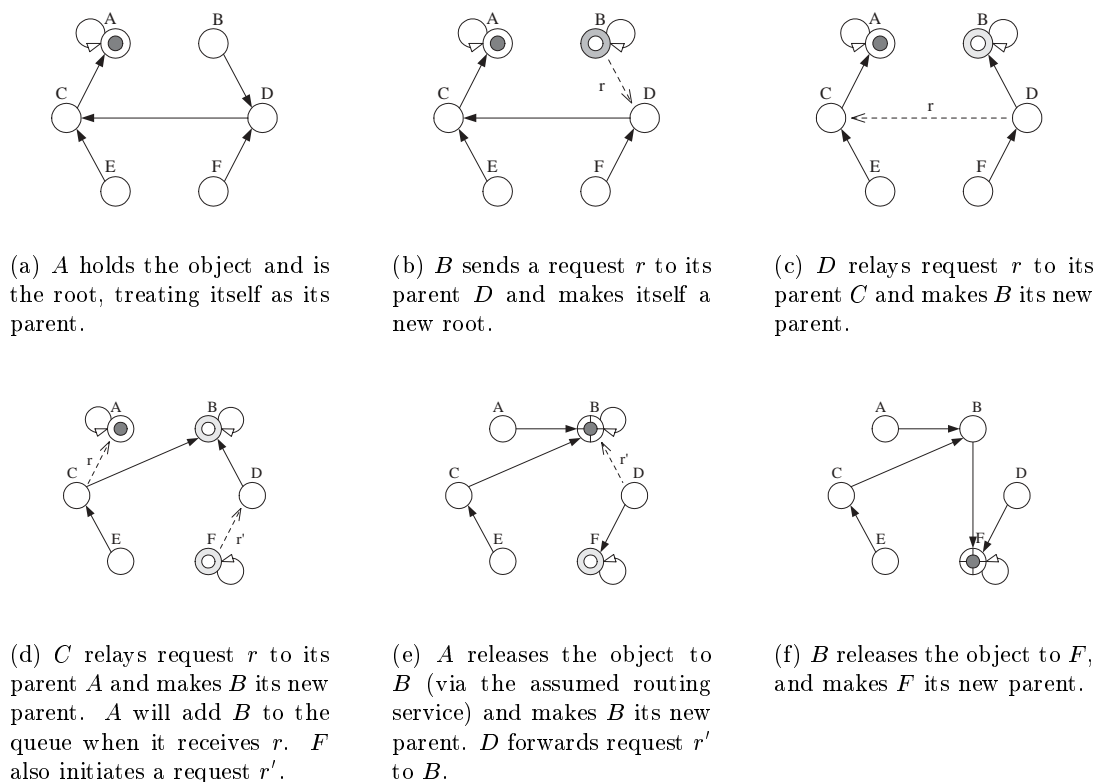 A
B
C
D
E
F
A
B
r
C
D
E
F
A
B
C
r
D
E
F
(a) A holds the object and is
the root, treating itself as its
parent.
(b) B sends a request r to its
parent D and makes itself a
new root.
(c) D relays request r to its
parent C and makes B its new
parent.
A
B
r
C
D
E
F
r'
A
B
r'
C
D
E
F
A
B
C
D
E
F
(d) C relays request r to its
parent A and makes B its new
parent. A will add B to the
queue when it receives r. F
also initiates a request r'.
(e) A releases the object to
B (via the assumed routing
service) and makes B its new
parent. D forwards request r'
to B.
(f) B releases the object to F,
and makes F its new parent.